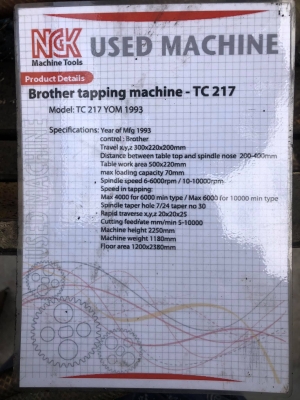 NGK
Machine Tools
USED MACHINE
Product Details
Brother tapping machine - TC 217
Model: TC 217 YOM 1993
Specifications: Year of Mfg 1993
control : Brother
Travel x,y,z 300x220x200mm
Distance between table top and spindle nose 200-400mm
Table work area 500x220mm
max loading capacity 70mm
Spindle speed 6-6000rpm / 10-10000rpm
Speed in tapping:
Max 4000 for 6000 min type / Max 6000 for 10000 min type
Spindle taper hole 7/24 taper no 30
Rapid traverse x,y,z 20x20x25
Cutting feed/rate mm/min 5-10000
Machine height 2250mm
Machine weight 1180mm
Floor area 1200x2380mm